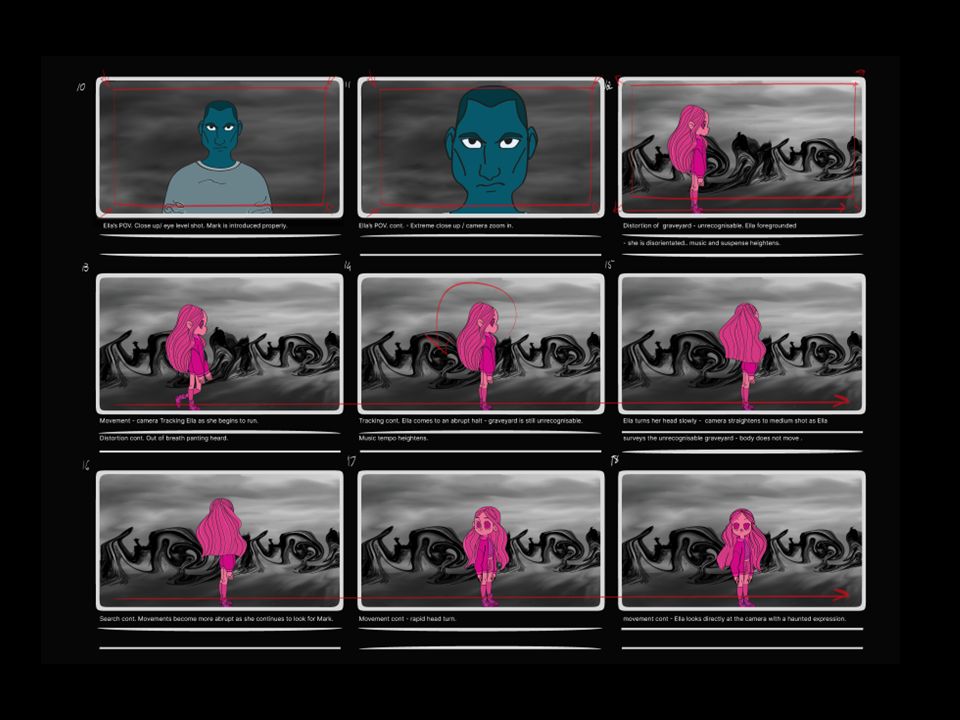 10
11
12
Ella's POV. Close up/ eye level shot. Mark is introduced properly.
Ella's POV. cont. - Extreme close up / camera zoom in.
Distortion of graveyard - unrecognisable. Ella foregrounded
- she is disorientated.. music and suspense heightens.
13
14
15
Movement - camera Tracking Ella as she begins to run.
Distortion cont. Out of breath panting heard.
Tracking cont. Ella comes to an abrupt halt - graveyard is still unrecognisable.
Music tempo heightens.
Ella turns her head slowly - camera straightens to medium shot as Ella
surveys the unrecognisable graveyard - body does not move .
16
17
18
Search cont. Movements become more abrupt as she continues to look for Mark.
Movement cont - rapid head turn.
movement cont - Ella looks directly at the camera with a haunted expression.